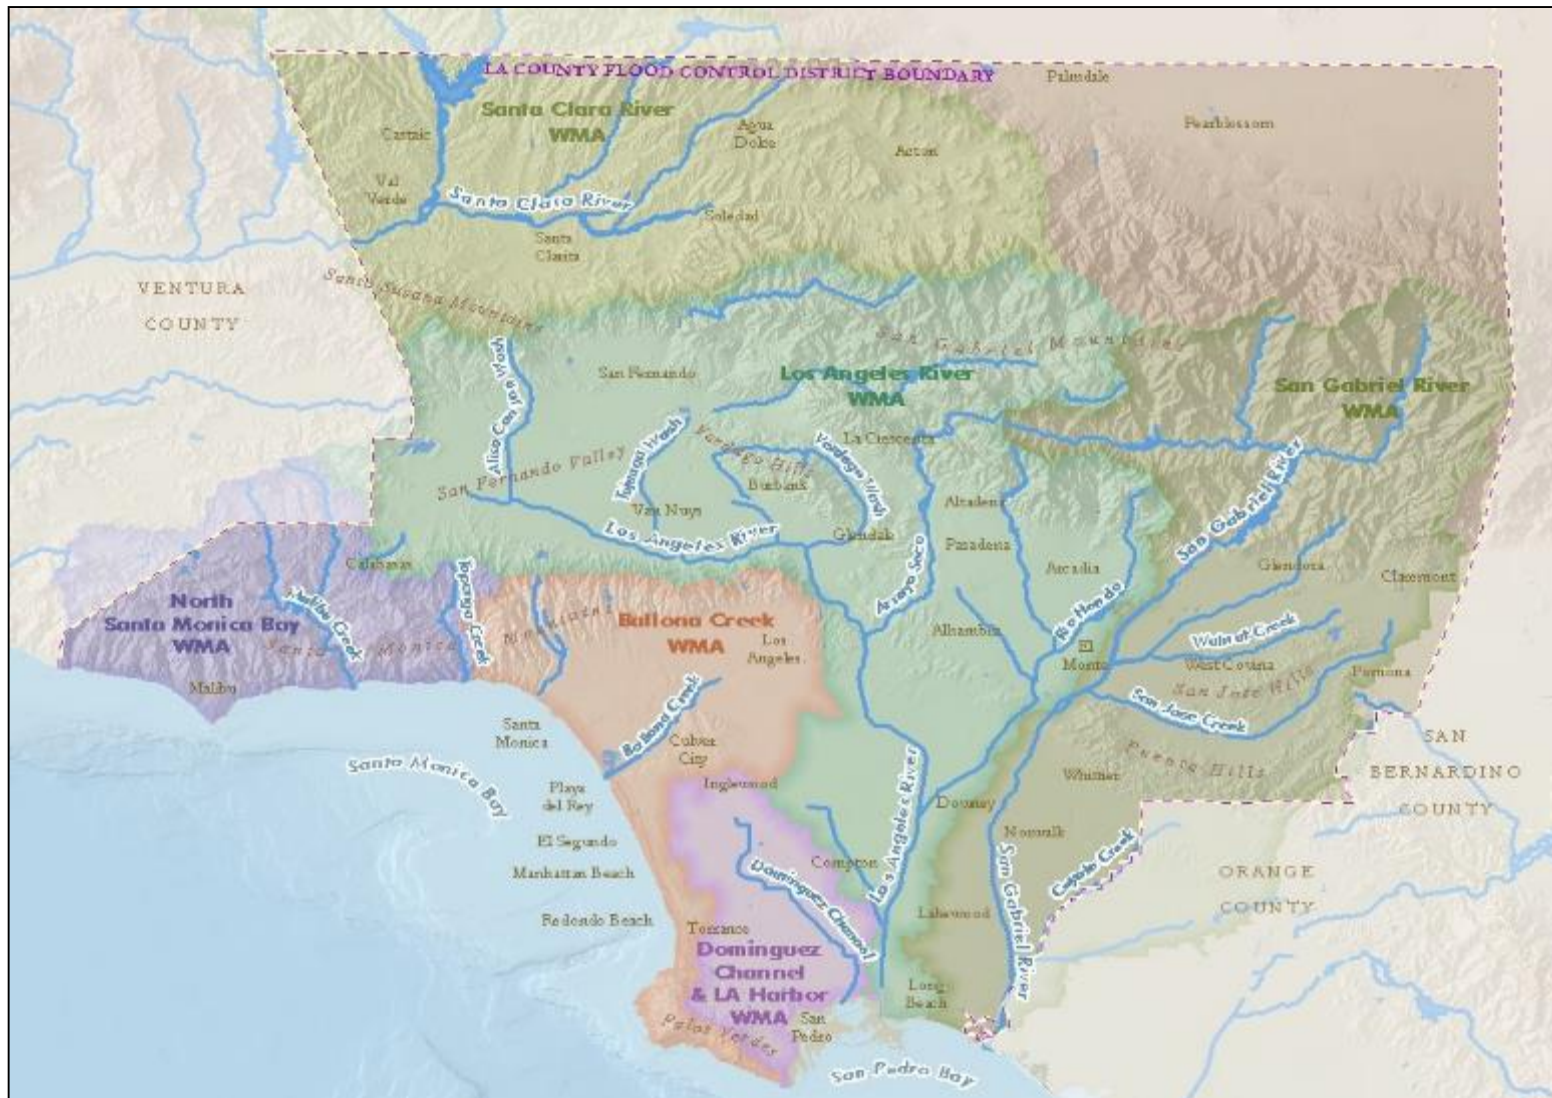 LA COUNTY FLOOD CONTROL DISTRICT BOUNDARY
Palmdale
Santa Clara River
WMA
Castaic
Agua
Dolce
Acton
Pearblossom
Val
Verde
Santa Clara River
Soledad
Santa
Clarita
VENTURA
COUNTY
Santa Susana Mountains
San Gabriel Mountains
San Fernando
Los Angeles River
WMA
San Gabriel River
WMA
Aliso Canyon Wash
Tujunga Wash
Verdugo Hills
Verdugo Wash
La Crescenta
San Fernando Valley
Burbank
Van Nuys
Los Angeles River
Glendale
Altadena
Pasadena
Arroyo Seco
Arcadia
San Gabriel River
Glendora
Claremont
Calabasas
Topanga Creek
Malibu Creek
North
Santa Monica Bay
WMA
Santa Monica Mountains
Malibu
Ballona Creek
WMA
Los
Angeles
Alhambra
Rio Hondo
El
Monte
Walnut Creek
West Covina
San Jose Hills
Pomona
San Jose Creek
Puente Hills
Santa
Monica
Ballona Creek
Culver
City
Santa Monica Bay
Inglewood
Playa
del Rey
Whittier
SAN
BERNARDINO
COUNTY
Downey
Norwalk
El Segundo
Manhattan Beach
Redondo Beach
Compton
Los Angeles River
Dominguez Channel
Coyote Creek
ORANGE
COUNTY
Lakewood
San Gabriel River
Torrance
Dominguez
Channel
& LA Harbor
WMA
Long
Beach
San
Pedro
Palos Verdes
San Pedro Bay